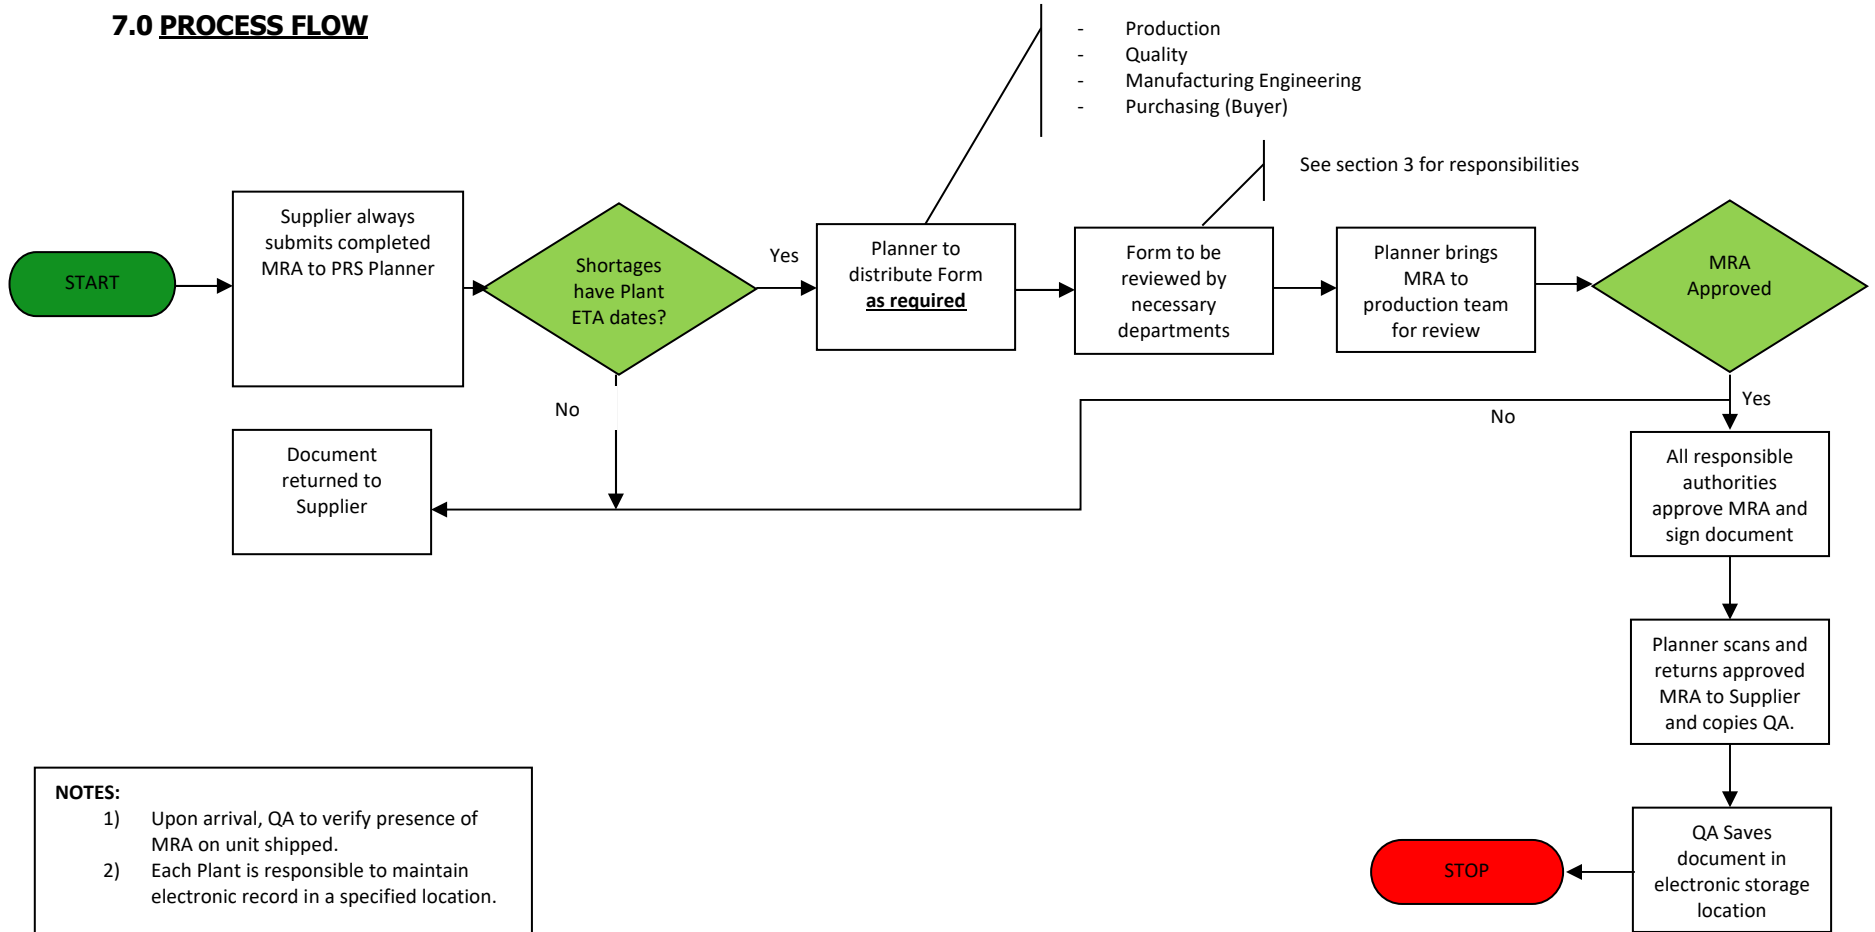 7.0 PROCESS FLOW
- Production
- Quality
- Manufacturing Engineering
- Purchasing (Buyer)
See section 3 for responsibilities
START
Supplier always
submits completed
MRA to PRS Planner
Shortages
have Plant
ETA dates?
Yes
Planner to
distribute Form
as required
Form to be
reviewed by
necessary
departments
Planner brings
MRA to
production team
for review
MRA
Approved
No
No
Yes
Document
returned to
Supplier
All responsible
authorities
approve MRA and
sign document
Planner scans and
returns approved
MRA to Supplier
and copies QA.
QA Saves
document in
electronic storage
location
STOP
NOTES:
1) Upon arrival, QA to verify presence of
MRA on unit shipped.
2) Each Plant is responsible to maintain
electronic record in a specified location.